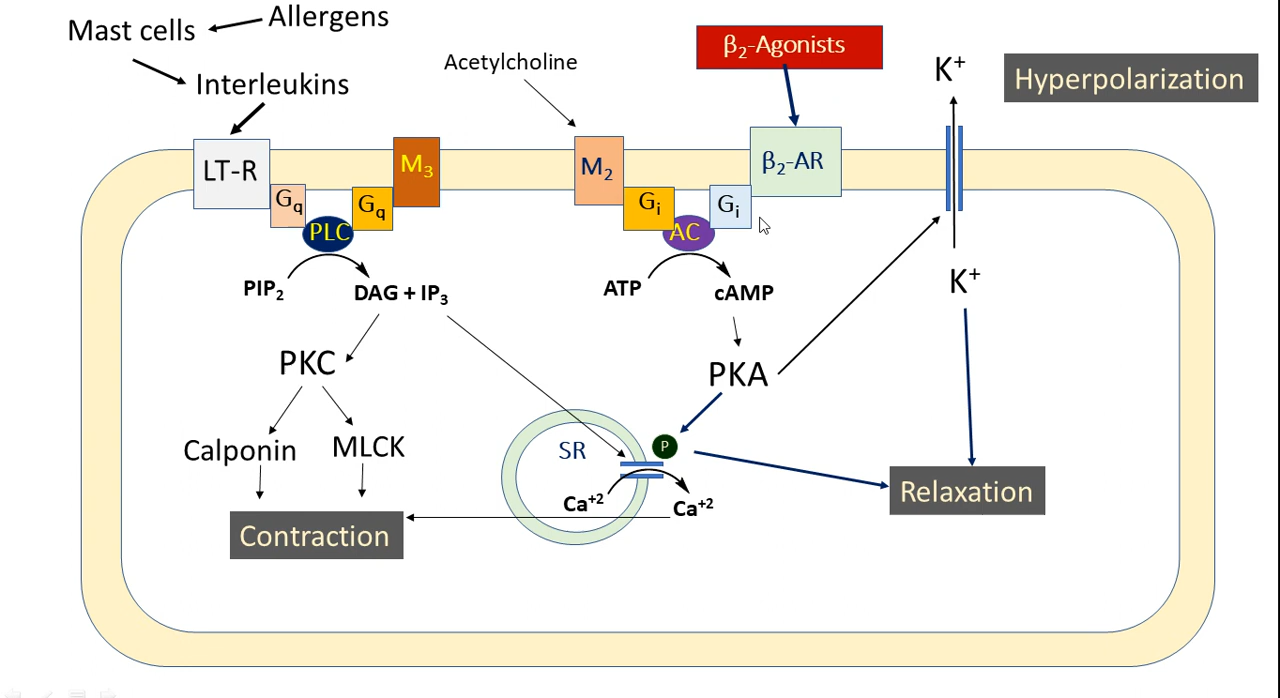 Allergens
Mast cells
Interleukins
Acetylcholine
β₂-Agonists
K⁺
Hyperpolarization
LT-R
M₃
M₂
β₂-AR
Gq
Gq
Gᵢ
Gᵢ
PLC
AC
PIP₂
DAG + IP₃
ATP
cAMP
K⁺
PKC
PKA
Calponin
MLCK
SR
P
Ca⁺²
Ca⁺²
Relaxation
Contraction